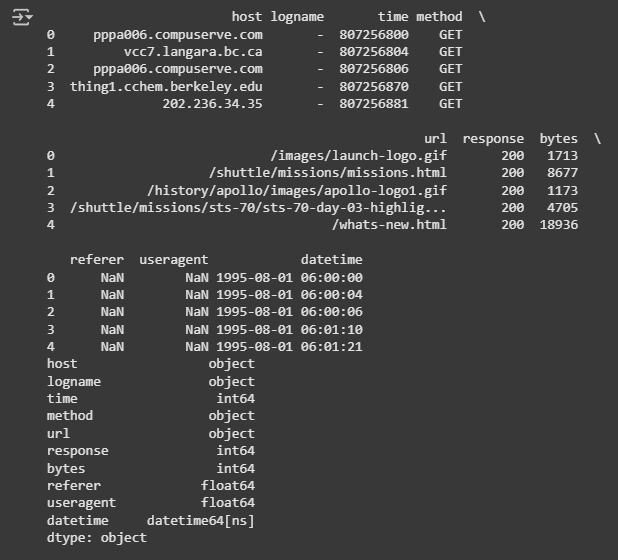 host logname time method \
0 pppa006.compuserve.com - 807256800 GET
1 vcc7.langara.bc.ca - 807256804 GET
2 pppa006.compuserve.com - 807256806 GET
3 thing1.cchem.berkeley.edu - 807256870 GET
4 202.236.34.35 - 807256881 GET
url response bytes \
0 /images/launch-logo.gif 200 1713
1 /shuttle/missions/missions.html 200 8677
2 /history/apollo/images/apollo-logo1.gif 200 1173
3 /shuttle/missions/sts-70/sts-70-day-03-highlig... 200 4705
4 /whats-new.html 200 18936
referer useragent datetime
0 NaN NaN 1995-08-01 06:00:00
1 NaN NaN 1995-08-01 06:00:04
2 NaN NaN 1995-08-01 06:00:06
3 NaN NaN 1995-08-01 06:01:10
4 NaN NaN 1995-08-01 06:01:21
host object
logname object
time int64
method object
url object
response int64
bytes int64
referer float64
useragent float64
datetime datetime64[ns]
dtype: object